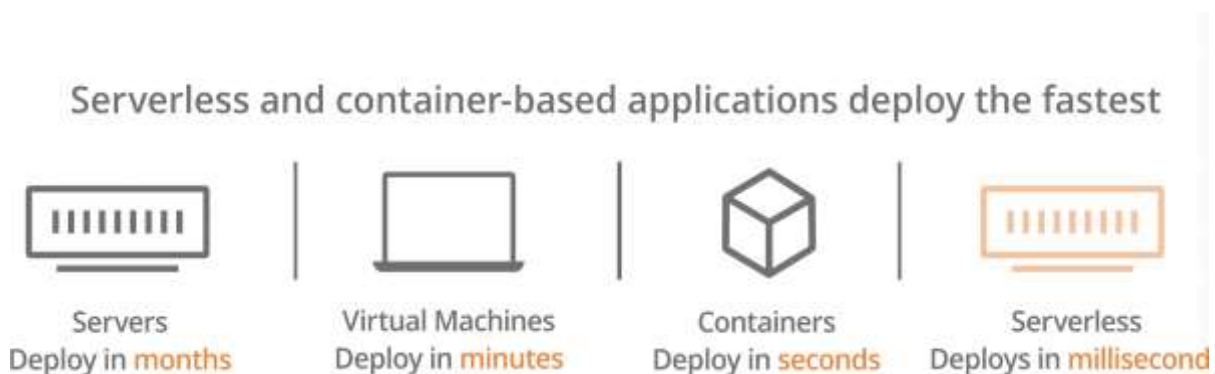 Serverless and container-based applications deploy the fastest
Servers
Deploy in months
Virtual Machines
Deploy in minutes
Containers
Deploy in seconds
Serverless
Deploys in millisecond